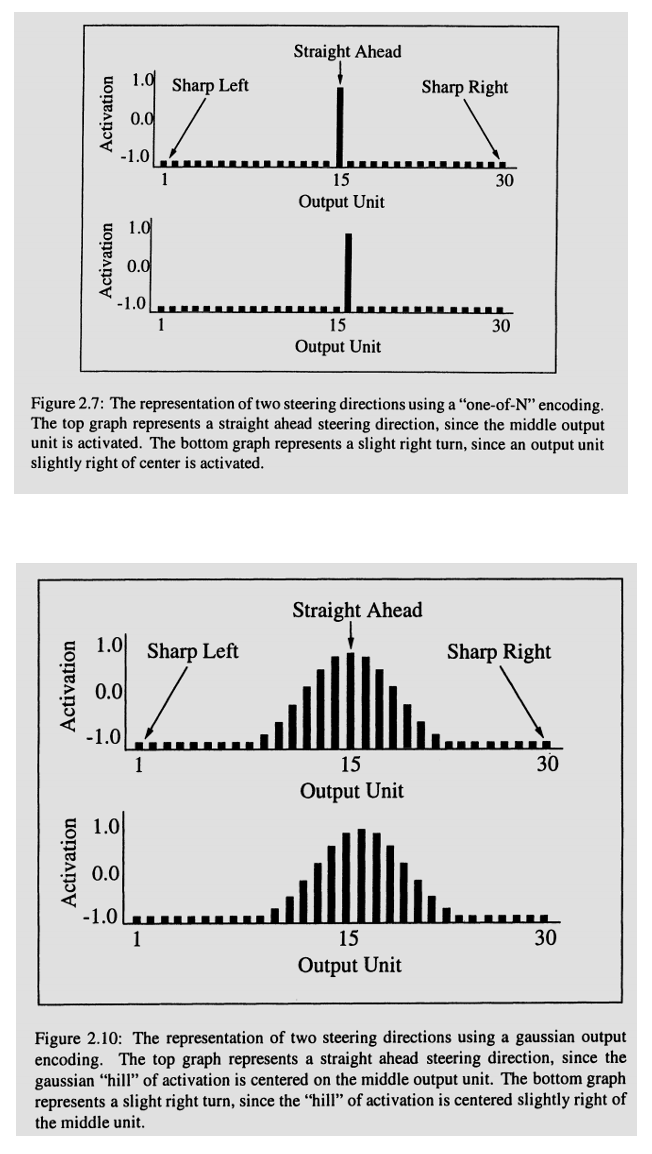 Straight Ahead
Activation
1.0
0.0
-1.0
Sharp Left
Sharp Right
1
15
30
Output Unit
Activation
1.0
0.0
-1.0
1
15
30
Output Unit
Figure 2.7: The representation of two steering directions using a “one-of-N” encoding.
The top graph represents a straight ahead steering direction, since the middle output
unit is activated. The bottom graph represents a slight right turn, since an output unit
slightly right of center is activated.
Straight Ahead
Activation
1.0
0.0
-1.0
Sharp Left
Sharp Right
1
15
30
Output Unit
Activation
1.0
0.0
-1.0
1
15
30
Output Unit
Figure 2.10: The representation of two steering directions using a gaussian output
encoding. The top graph represents a straight ahead steering direction, since the
gaussian “hill” of activation is centered on the middle output unit. The bottom graph
represents a slight right turn, since the “hill” of activation is centered slightly right of
the middle unit.